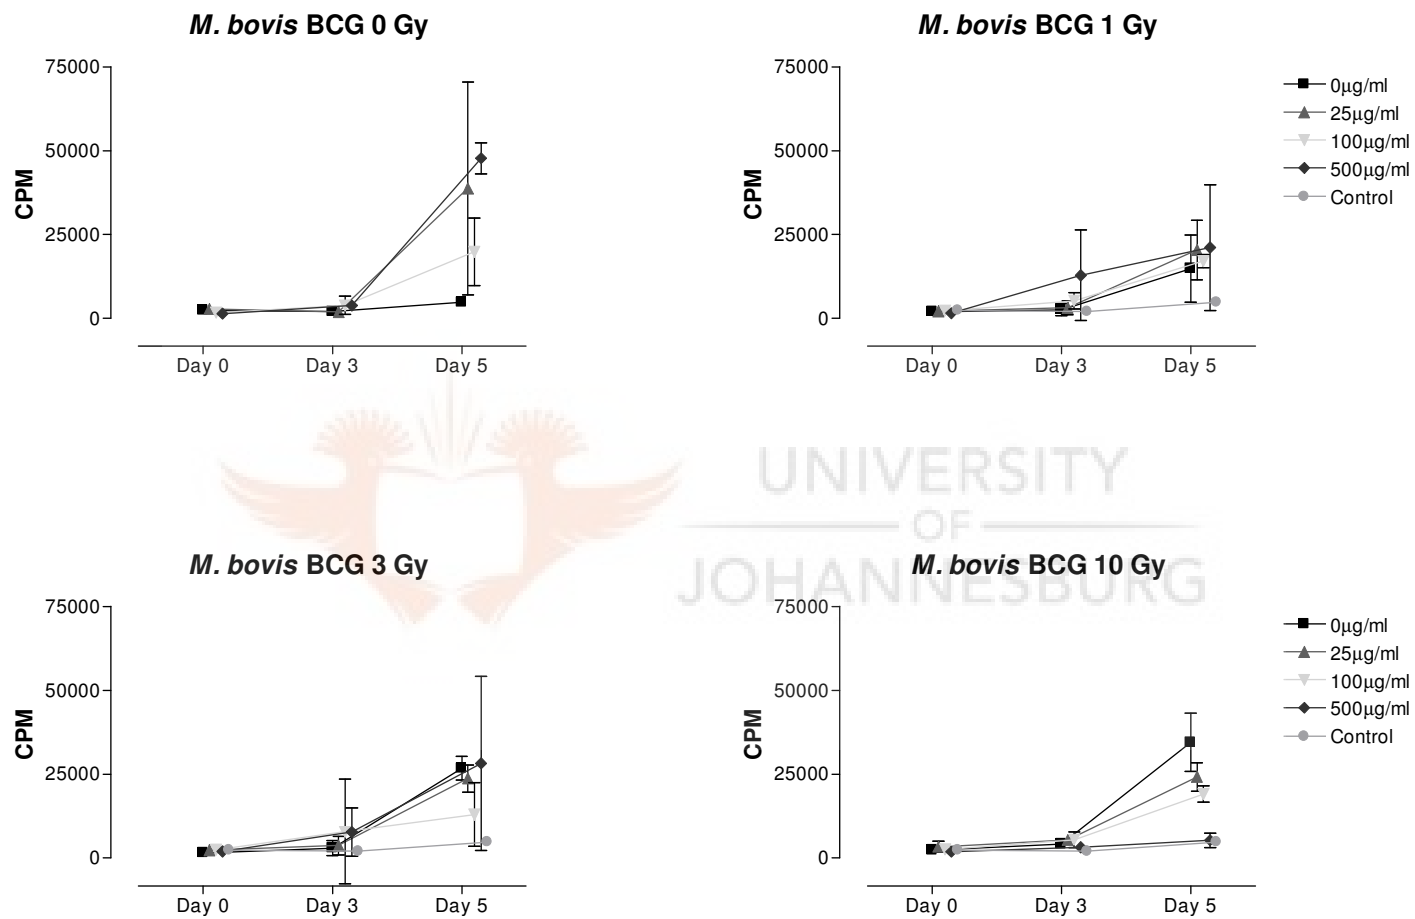 M. bovis BCG 0 Gy
75000
50000
25000
0
CPM
Day 0 Day 3 Day 5
M. bovis BCG 1 Gy
75000
50000
25000
0
CPM
Day 0 Day 3 Day 5
0µg/ml
25µg/ml
100µg/ml
500µg/ml
Control
UNIVERSITY
OF
JOHANNESBURG
M. bovis BCG 3 Gy
75000
50000
25000
0
CPM
Day 0 Day 3 Day 5
M. bovis BCG 10 Gy
75000
50000
25000
0
CPM
Day 0 Day 3 Day 5
0µg/ml
25µg/ml
100µg/ml
500µg/ml
Control